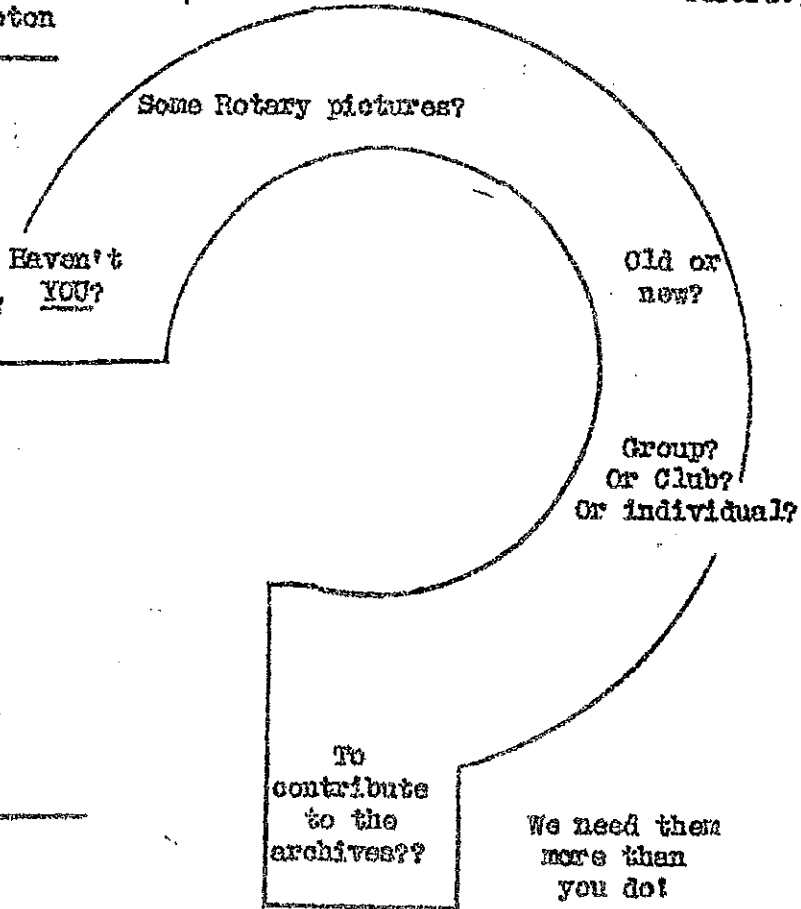 Some Rotary pictures?
Haven't
YOU?
Old or
new?
Group?
Or Club?
Or individual?
To
contribute
to the
archives??
We need them
more than
you do!